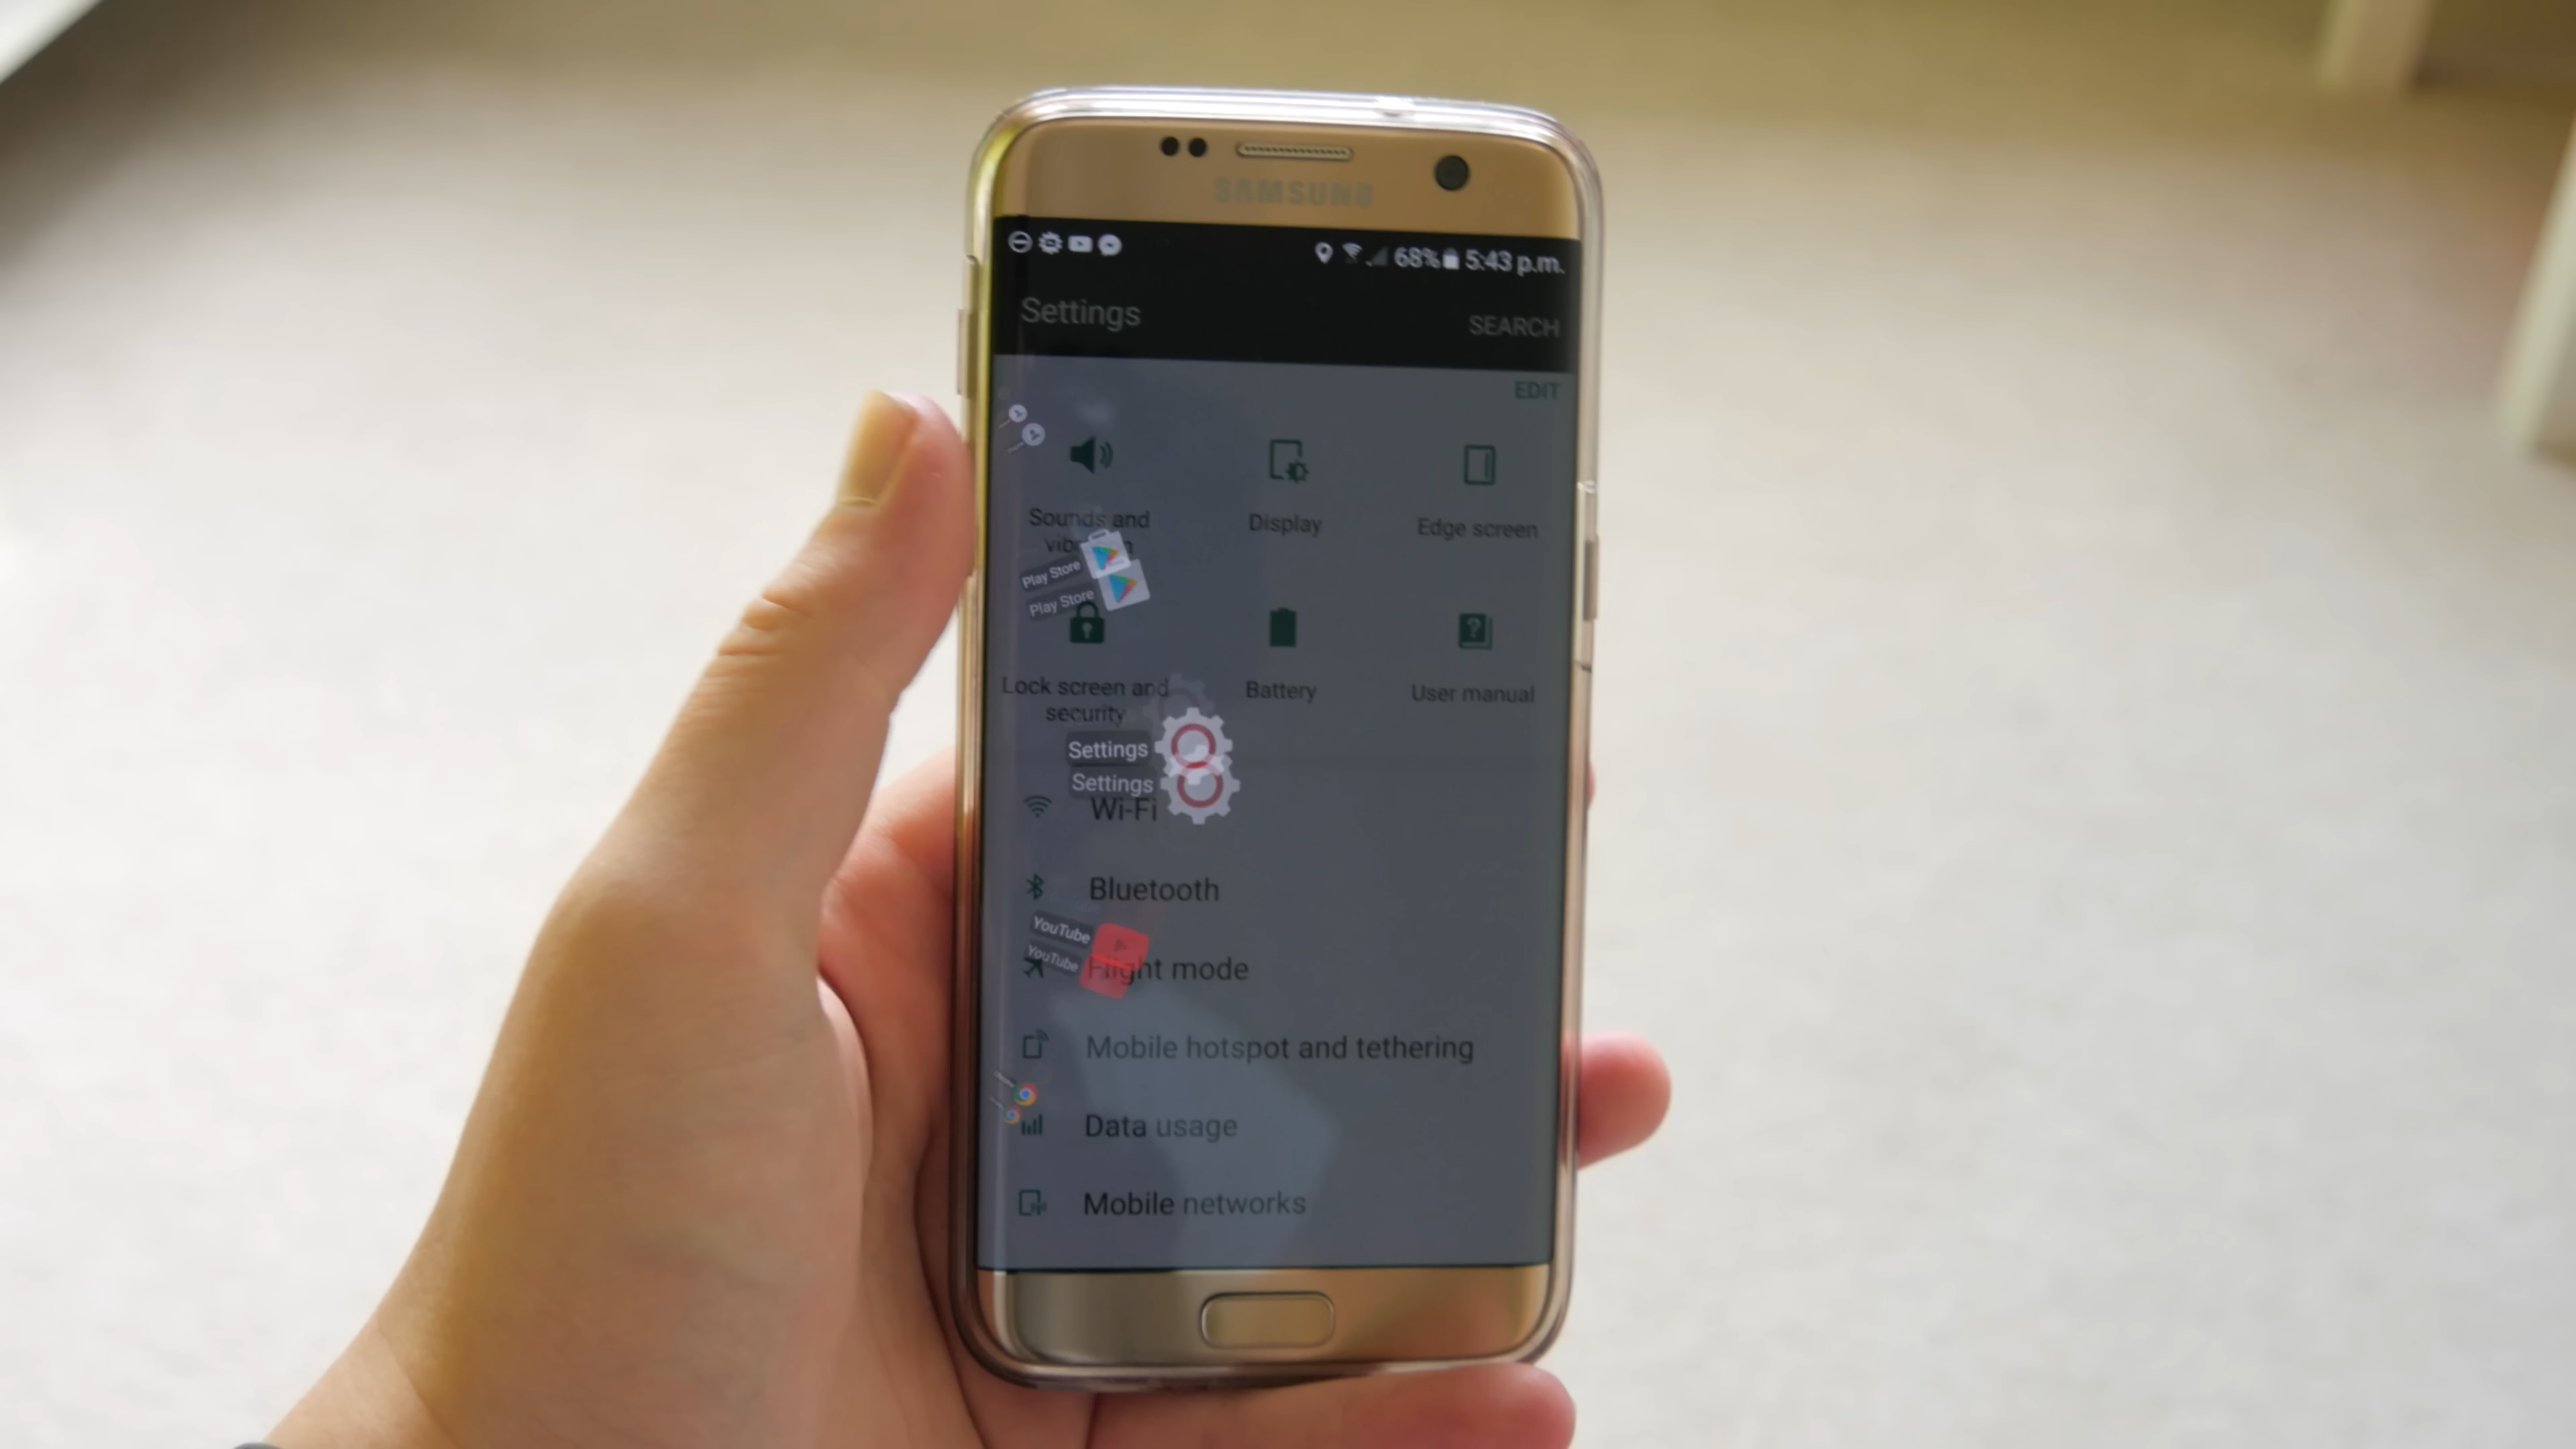 SAMSUNG
68% 5:43 p.m.
Settings
SEARCH
EDIT
Sounds and
Display
Edge screen
Play Store
Play Store
Lock screen and
security
Battery
User manual
Settings
Settings
Wi-Fi
Bluetooth
YouTube
YouTube
Flight mode
Mobile hotspot and tethering
Data usage
Mobile networks